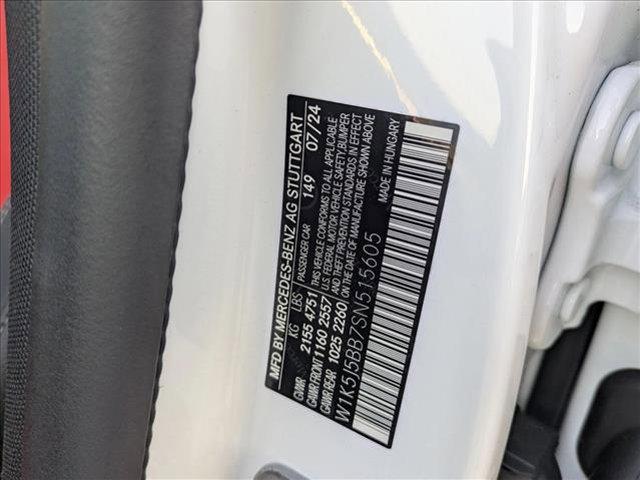 MFD BY MERCEDES-BENZ AG STUTTGART
KG LBS PASSENGER CAR 149 07/24
GVWR 2155 4751 THIS VEHICLE CONFORMS TO ALL APPLICABLE
GAWR FRONT 1160 2557 U.S. FEDERAL MOTOR VEHICLE SAFETY, BUMPER
GAWR REAR 1025 2260 AND THEFT PREVENTION STANDARDS IN EFFECT
ON THE DATE OF MANUFACTURE SHOWN ABOVE
W1K5J5BB7SN515605 MADE IN HUNGARY